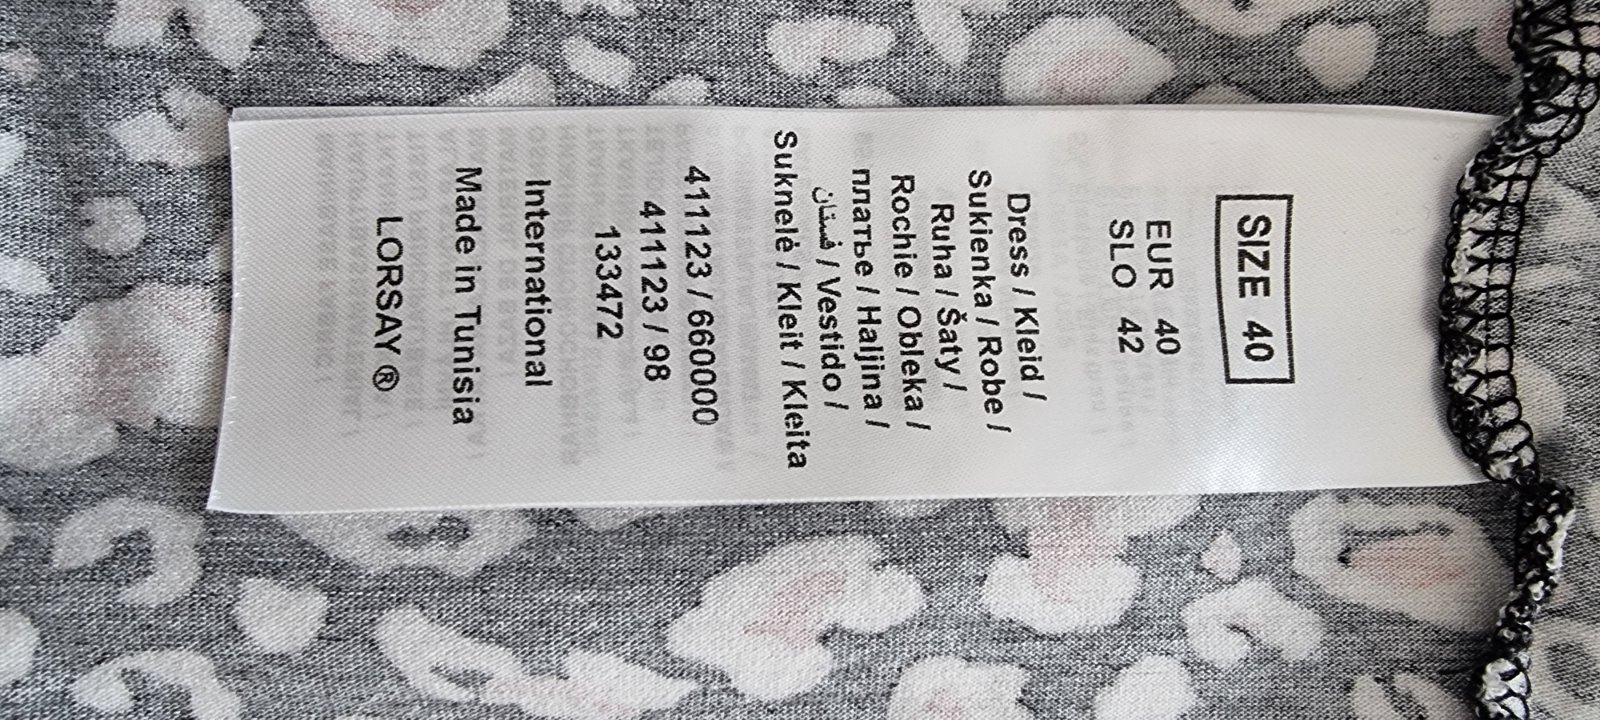 SIZE 40
EUR 40
SLO 42
Dress / Kleid /
Sukienka / Robe /
Ruha / Šaty /
Rochie / Obleka /
платье / Haljina /
فستان / Vestido /
Suknelė / Kleit / Kleita
411123 / 660000
411123 / 98
133472
International
Made in Tunisia
LORSAY ®